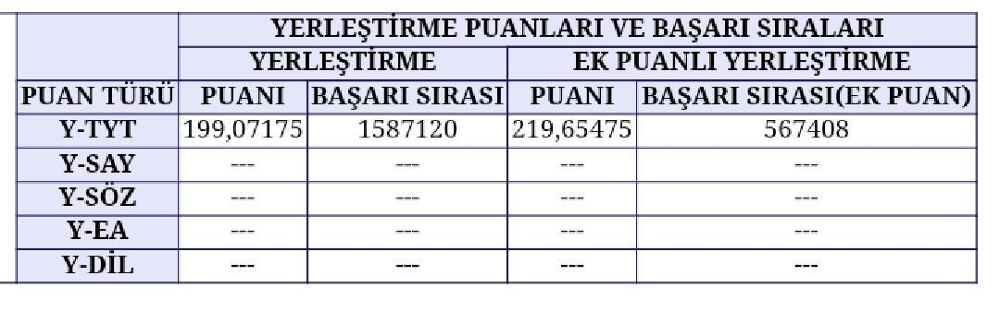 YERLEŞTİRME PUANLARI VE BAŞARI SIRALARI
YERLEŞTİRME EK PUANLI YERLEŞTİRME
PUAN TÜRÜ PUANI BAŞARI SIRASI PUANI BAŞARI SIRASI(EK PUAN)
Y-TYT 199,07175 1587120 219,65475 567408
Y-SAY --- --- --- ---
Y-SÖZ --- --- --- ---
Y-EA --- --- --- ---
Y-DİL --- --- --- ---